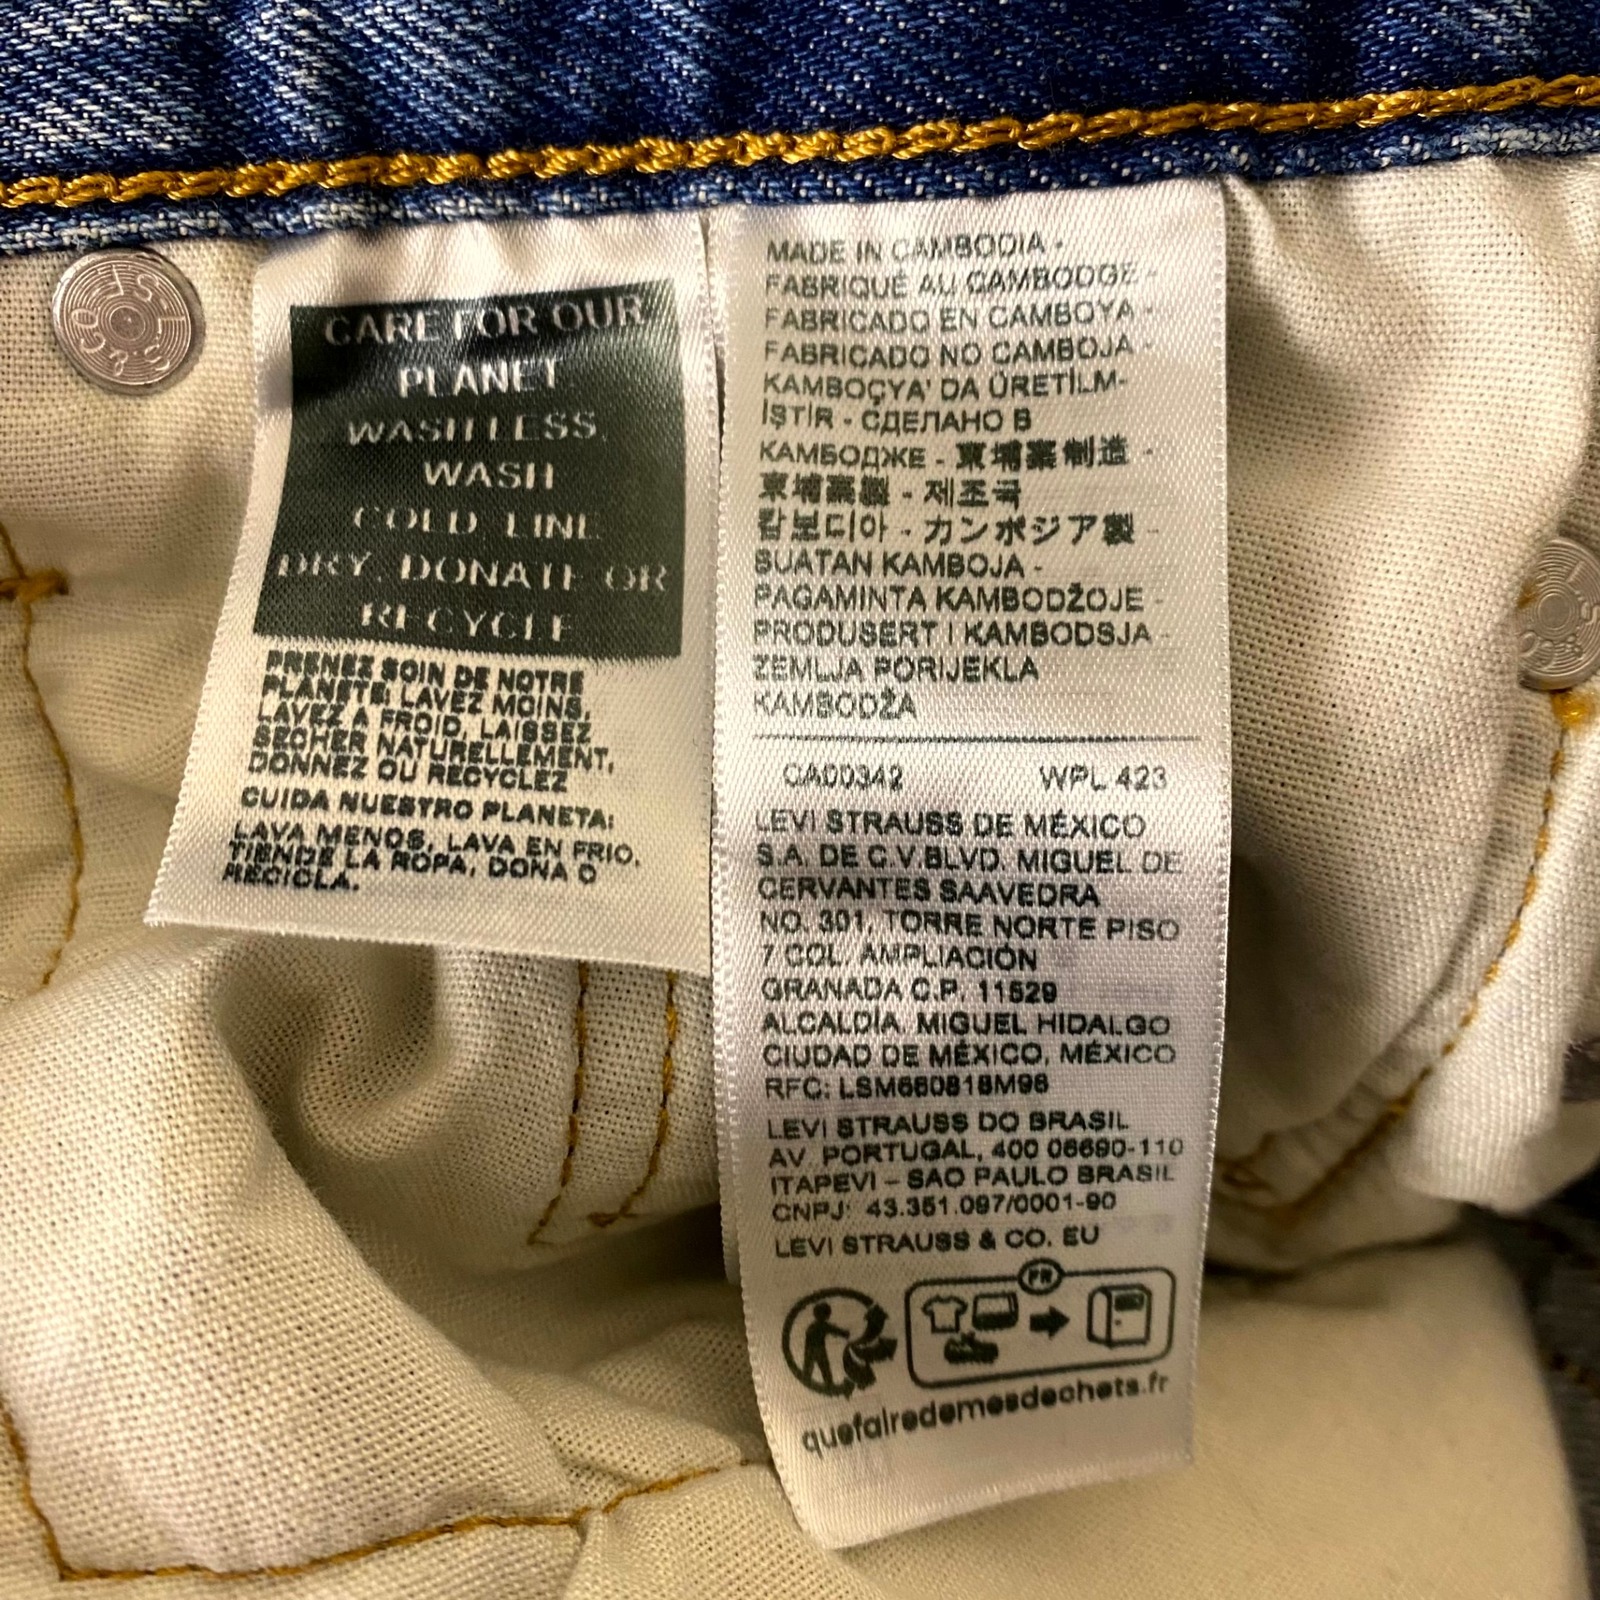 CARE FOR OUR
PLANET
WASH LESS,
WASH
COLD, LINE
DRY, DONATE OR
RECYCLE
PRENEZ SOIN DE NOTRE
PLANÈTE: LAVEZ MOINS,
LAVEZ À FROID, LAISSEZ
SECHER NATURELLEMENT,
DONNEZ OU RECYCLEZ
CUIDA NUESTRO PLANETA:
LAVA MENOS, LAVA EN FRIO,
TIENDE LA ROPA, DONA O
RECICLA.
MADE IN CAMBODIA -
FABRIQUÉ AU CAMBODGE -
FABRICADO EN CAMBOYA -
FABRICADO NO CAMBOJA -
KAMBOÇYA' DA ÜRETİLM-
İŞTİR - СДЕЛАНО В
КАМБОДЖЕ - 柬埔寨制造 -
柬埔寨製 - 제조국
캄보디아 - カンボジア製 -
BUATAN KAMBOJA -
PAGAMINTA KAMBODŽOJE -
PRODUSERT I KAMBODSJA -
ZEMLJA PORIJEKLA
KAMBODŽA
CA00342 WPL 423
LEVI STRAUSS DE MÉXICO
S.A. DE C.V.BLVD. MIGUEL DE
CERVANTES SAAVEDRA
NO. 301, TORRE NORTE PISO
7 COL. AMPLIACIÓN
GRANADA C.P. 11529
ALCALDÍA MIGUEL HIDALGO
CIUDAD DE MÉXICO, MÉXICO
RFC: LSM680818M98
LEVI STRAUSS DO BRASIL
AV. PORTUGAL, 400 06690-110
ITAPEVI – SAO PAULO BRASIL
CNPJ: 43.351.097/0001-90
LEVI STRAUSS & CO. EU
FR
quefairedemesdechets.fr